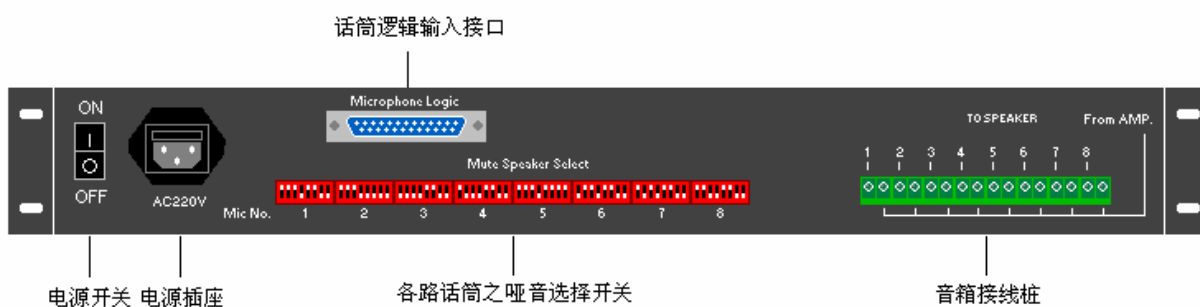 话筒逻辑输入接口
ON
OFF
AC220V
Microphone Logic
Mute Speaker Select
Mic No. 1 2 3 4 5 6 7 8
TO SPEAKER From AMP.
1 2 3 4 5 6 7 8
电源开关 电源插座 各路话筒之哑音选择开关 音箱接线桩